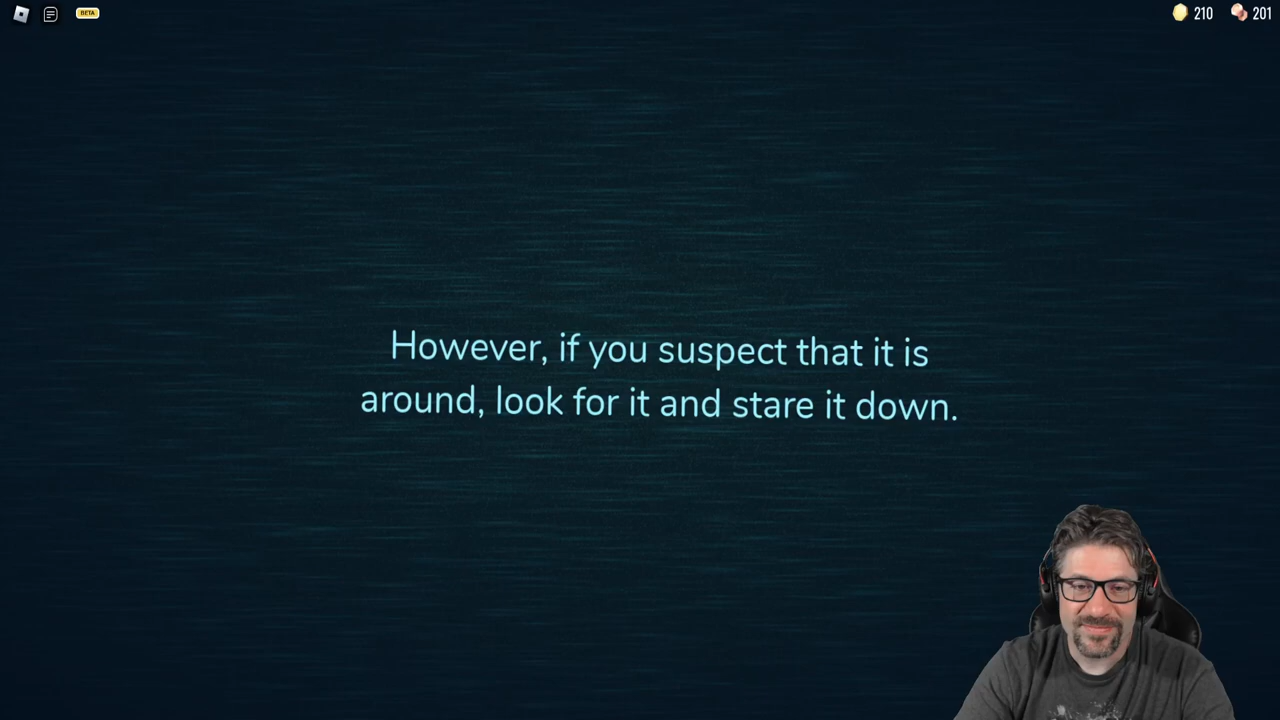 BETA
210
201
However, if you suspect that it is
around, look for it and stare it down.